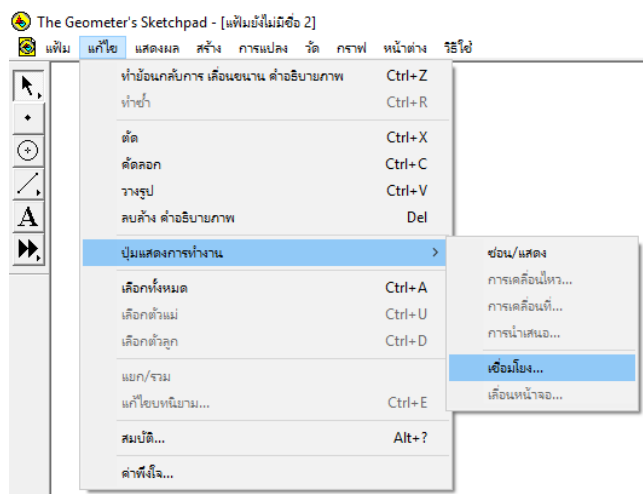 The Geometer's Sketchpad - [แฟ้มยังไม่มีชื่อ 2]
แฟ้ม แก้ไข แสดงผล สร้าง การแปลง วัด กราฟ หน้าต่าง วิธีใช้
ทำย้อนกลับการ เลื่อนขนาน คำอธิบายภาพ Ctrl+Z
ทำซ้ำ Ctrl+R
ตัด Ctrl+X
คัดลอก Ctrl+C
วางรูป Ctrl+V
ลบล้าง คำอธิบายภาพ Del
ปุ่มแสดงการทำงาน
ซ่อน/แสดง
การเคลื่อนไหว...
การเคลื่อนที่...
การนำเสนอ...
เชื่อมโยง...
เลื่อนหน้าจอ...
เลือกทั้งหมด Ctrl+A
เลือกตัวแม่ Ctrl+U
เลือกตัวลูก Ctrl+D
แยก/รวม
แก้ไขบทนิยาม... Ctrl+E
สมบัติ... Alt+?
ค่าพึงใจ...
A